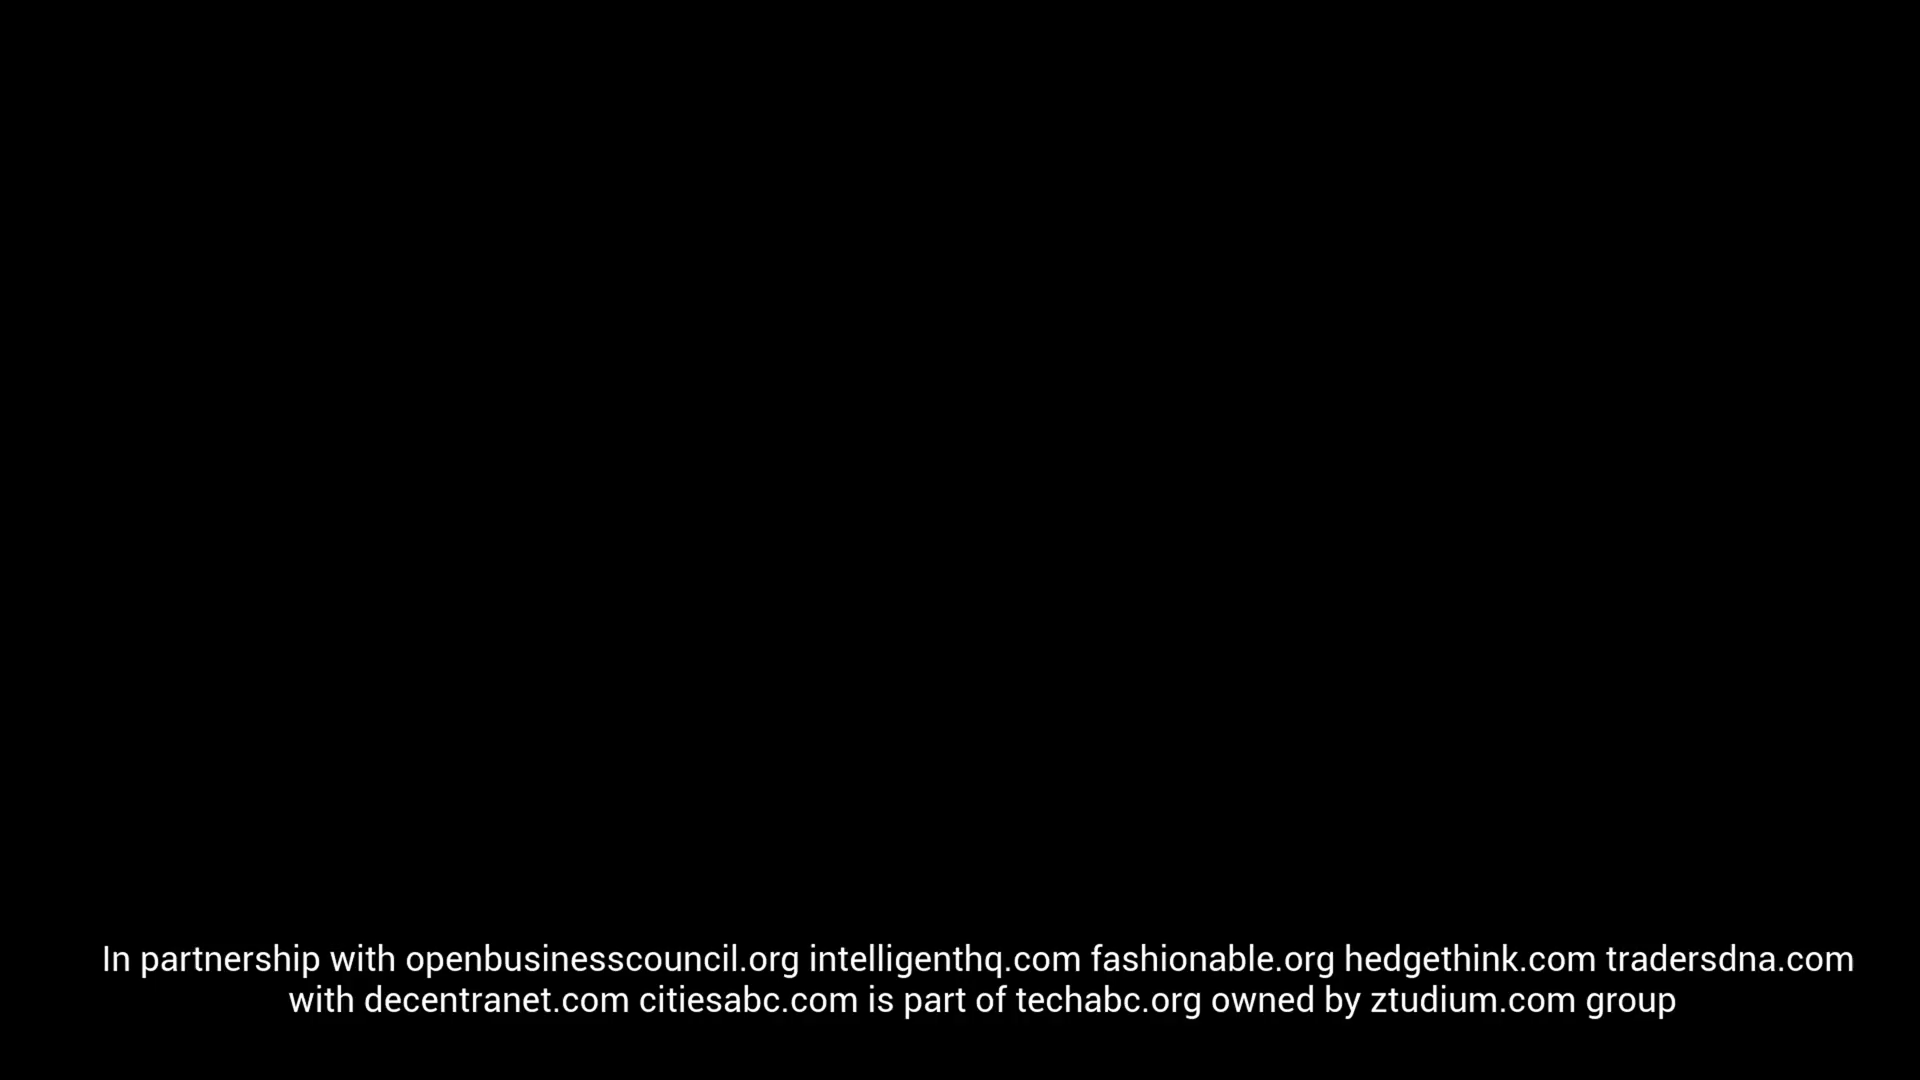 In partnership with openbusinesscouncil.org intelligenthq.com fashionable.org hedgethink.com tradersdna.com
with decentranet.com citiesabc.com is part of techabc.org owned by ztudium.com group